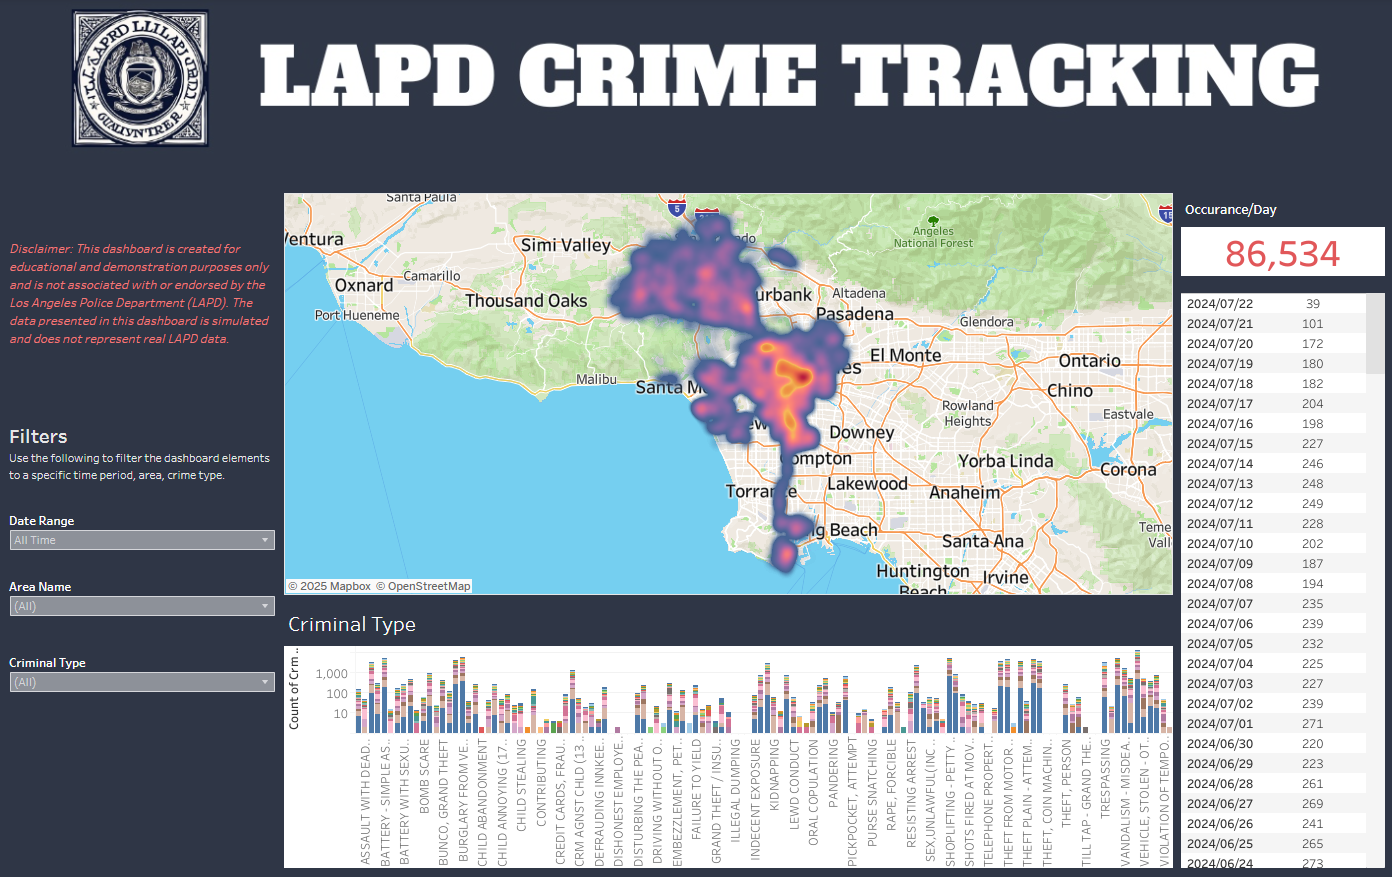 LAPD CRIME TRACKING
Disclaimer: This dashboard is created for
educational and demonstration purposes only
and is not associated with or endorsed by the
Los Angeles Police Department (LAPD). The
data presented in this dashboard is simulated
and does not represent real LAPD data.
Filters
Use the following to filter the dashboard elements
to a specific time period, area, crime type.
Date Range
All Time
Area Name
(All)
Criminal Type
(All)
Santa Paula
5
15
Ventura
Simi Valley
Angeles
National Forest
Oxnard
Camarillo
Thousand Oaks
urbank
Altadena
Port Hueneme
Pasadena
Glendora
El Monte
Ontario
es
Malibu
Santa M
Chino
Rowland
Heights
Eastvale
Downey
ew
ompton
Yorba Linda
Corona
Lakewood
Torrance
Anaheim
g Beach
Teme
Vall
Santa Ana
Huntington
Beach
Irvine
© 2025 Mapbox © OpenStreetMap
Criminal Type
Count of Crm ..
1,000
100
10
ASSAULT WITH DEAD..
BATTERY - SIMPLE AS..
BATTERY WITH SEXU..
BOMB SCARE
BUNCO, GRAND THEFT
BURGLARY FROM VE..
CHILD ABANDONMENT
CHILD ANNOYING (17..
CHILD STEALING
CONTRIBUTING
CREDIT CARDS, FRAU..
CRM AGNST CHLD (13 ..
DEFRAUDING INNKEE..
DISHONEST EMPLOYE..
DISTURBING THE PEA..
DRIVING WITHOUT O..
EMBEZZLEMENT, PET..
FAILURE TO YIELD
GRAND THEFT / INSU..
ILLEGAL DUMPING
INDECENT EXPOSURE
KIDNAPPING
LEWD CONDUCT
ORAL COPULATION
PANDERING
PICKPOCKET, ATTEMPT
PURSE SNATCHING
RAPE, FORCIBLE
RESISTING ARREST
SEX,UNLAWFUL(INC ..
SHOPLIFTING - PETTY ..
SHOTS FIRED AT MOV..
TELEPHONE PROPERT..
THEFT FROM MOTOR ..
THEFT PLAIN - ATTEM..
THEFT, COIN MACHIN..
THEFT, PERSON
TILL TAP - GRAND THE..
TRESPASSING
VANDALISM - MISDEA..
VEHICLE, STOLEN - OT..
VIOLATION OF TEMPO..
Occurance/Day
86,534
2024/07/22 39
2024/07/21 101
2024/07/20 172
2024/07/19 180
2024/07/18 182
2024/07/17 204
2024/07/16 198
2024/07/15 227
2024/07/14 246
2024/07/13 248
2024/07/12 249
2024/07/11 228
2024/07/10 202
2024/07/09 187
2024/07/08 194
2024/07/07 235
2024/07/06 239
2024/07/05 232
2024/07/04 225
2024/07/03 227
2024/07/02 239
2024/07/01 271
2024/06/30 220
2024/06/29 223
2024/06/28 261
2024/06/27 269
2024/06/26 241
2024/06/25 265
2024/06/24 273